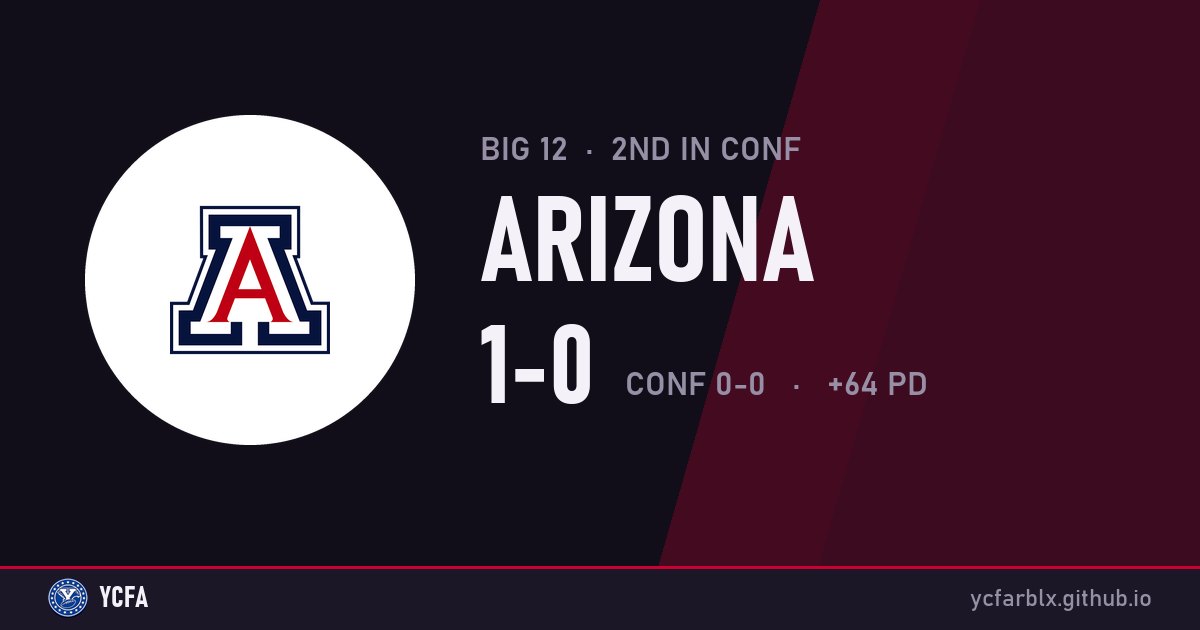 BIG 12 · 2ND IN CONF
ARIZONA
1-0 CONF 0-0 · +64 PD
A
YCFA
ycfarblx.github.io